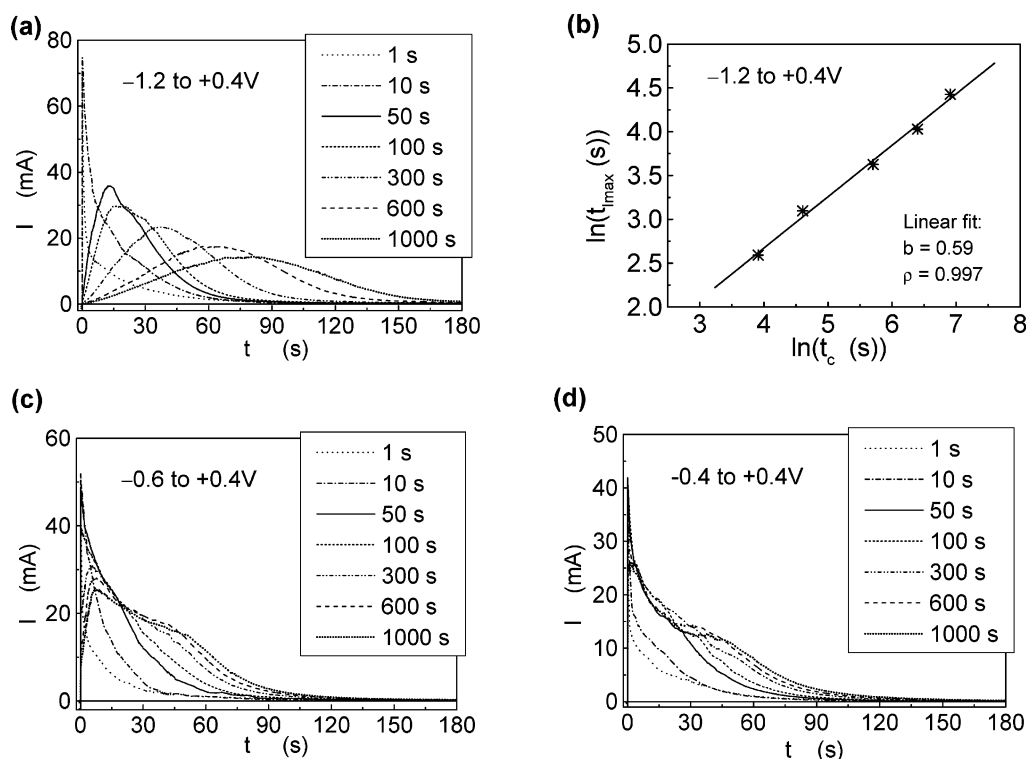 (a)
80
60
40
20
0
I (mA)
−1.2 to +0.4V
1 s
10 s
50 s
100 s
300 s
600 s
1000 s
0 30 60 90 120 150 180
t (s)
(b)
5.0
4.5
4.0
3.5
3.0
2.5
2.0
ln(t_Imax (s))
−1.2 to +0.4V
Linear fit:
b = 0.59
ρ = 0.997
3 4 5 6 7 8
ln(t_c (s))
(c)
60
40
20
0
I (mA)
−0.6 to +0.4V
1 s
10 s
50 s
100 s
300 s
600 s
1000 s
0 30 60 90 120 150 180
t (s)
(d)
50
40
30
20
10
0
I (mA)
-0.4 to +0.4V
1 s
10 s
50 s
100 s
300 s
600 s
1000 s
0 30 60 90 120 150 180
t (s)